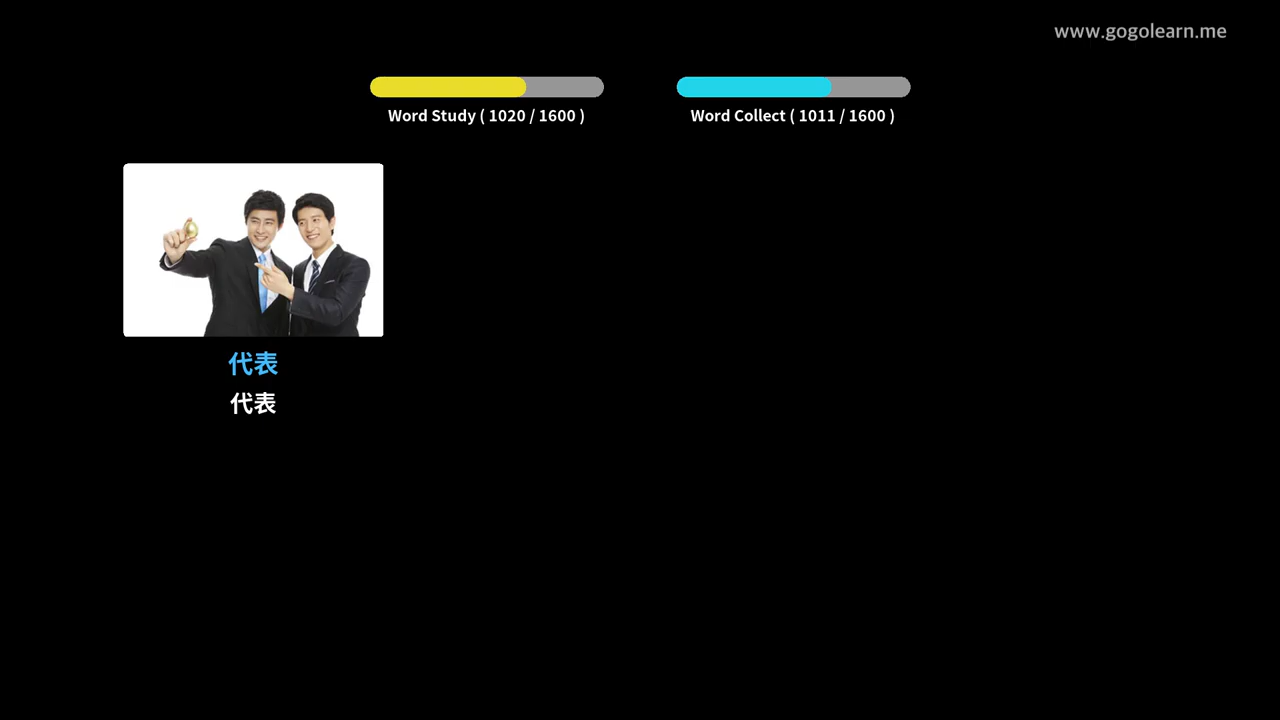 www.gogolearn.me
Word Study ( 1020 / 1600 )
Word Collect ( 1011 / 1600 )
代表
代表